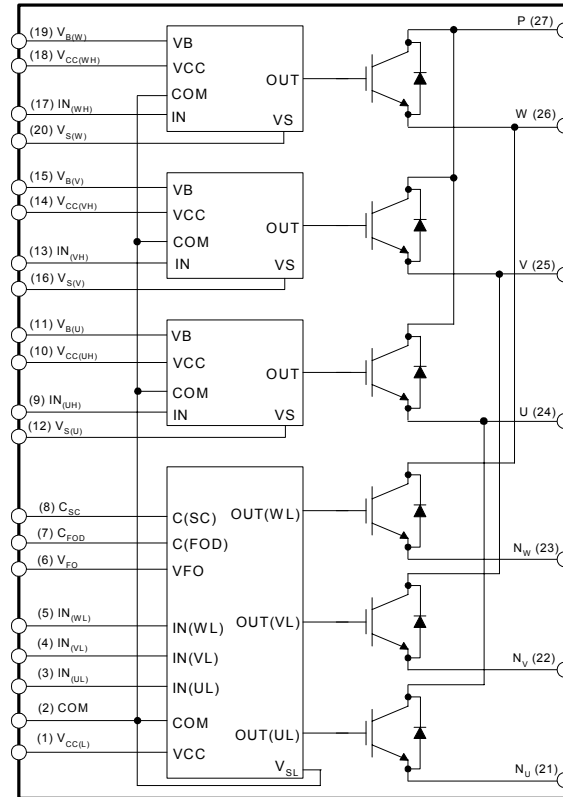 (19) V_B(W) VB P (27)
(18) V_CC(WH) VCC
OUT
COM
(17) IN_(WH) IN W (26)
VS
(20) V_S(W)
(15) V_B(V) VB
(14) V_CC(VH) VCC
OUT
COM
(13) IN_(VH) IN V (25)
VS
(16) V_S(V)
(11) V_B(U) VB
(10) V_CC(UH) VCC
OUT
COM
(9) IN_(UH) IN U (24)
VS
(12) V_S(U)
(8) C_SC C(SC) OUT(WL)
(7) C_FOD C(FOD)
(6) V_FO VFO N_W (23)
(5) IN_(WL) IN(WL) OUT(VL)
(4) IN_(VL) IN(VL) N_V (22)
(3) IN_(UL) IN(UL)
(2) COM COM OUT(UL)
(1) V_CC(L) VCC
V_SL N_U (21)